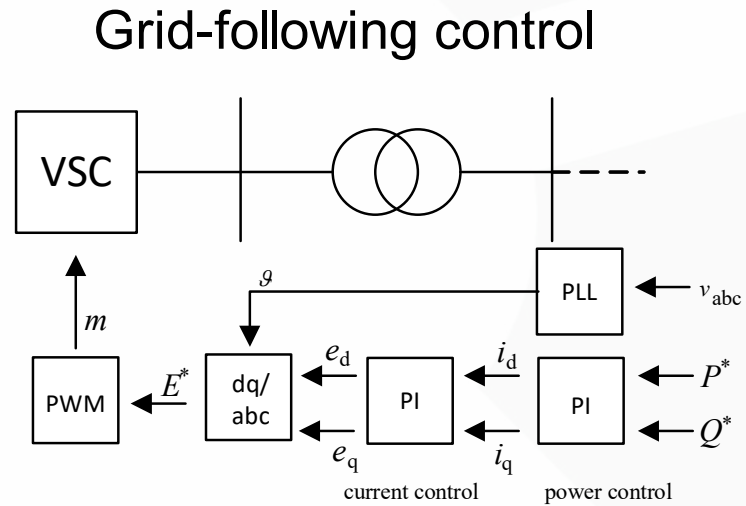 Grid-following control
VSC
ϑ
PLL
v_abc
m
e_d
i_d
P*
PWM
E*
dq/
abc
PI
PI
Q*
e_q
i_q
current control
power control